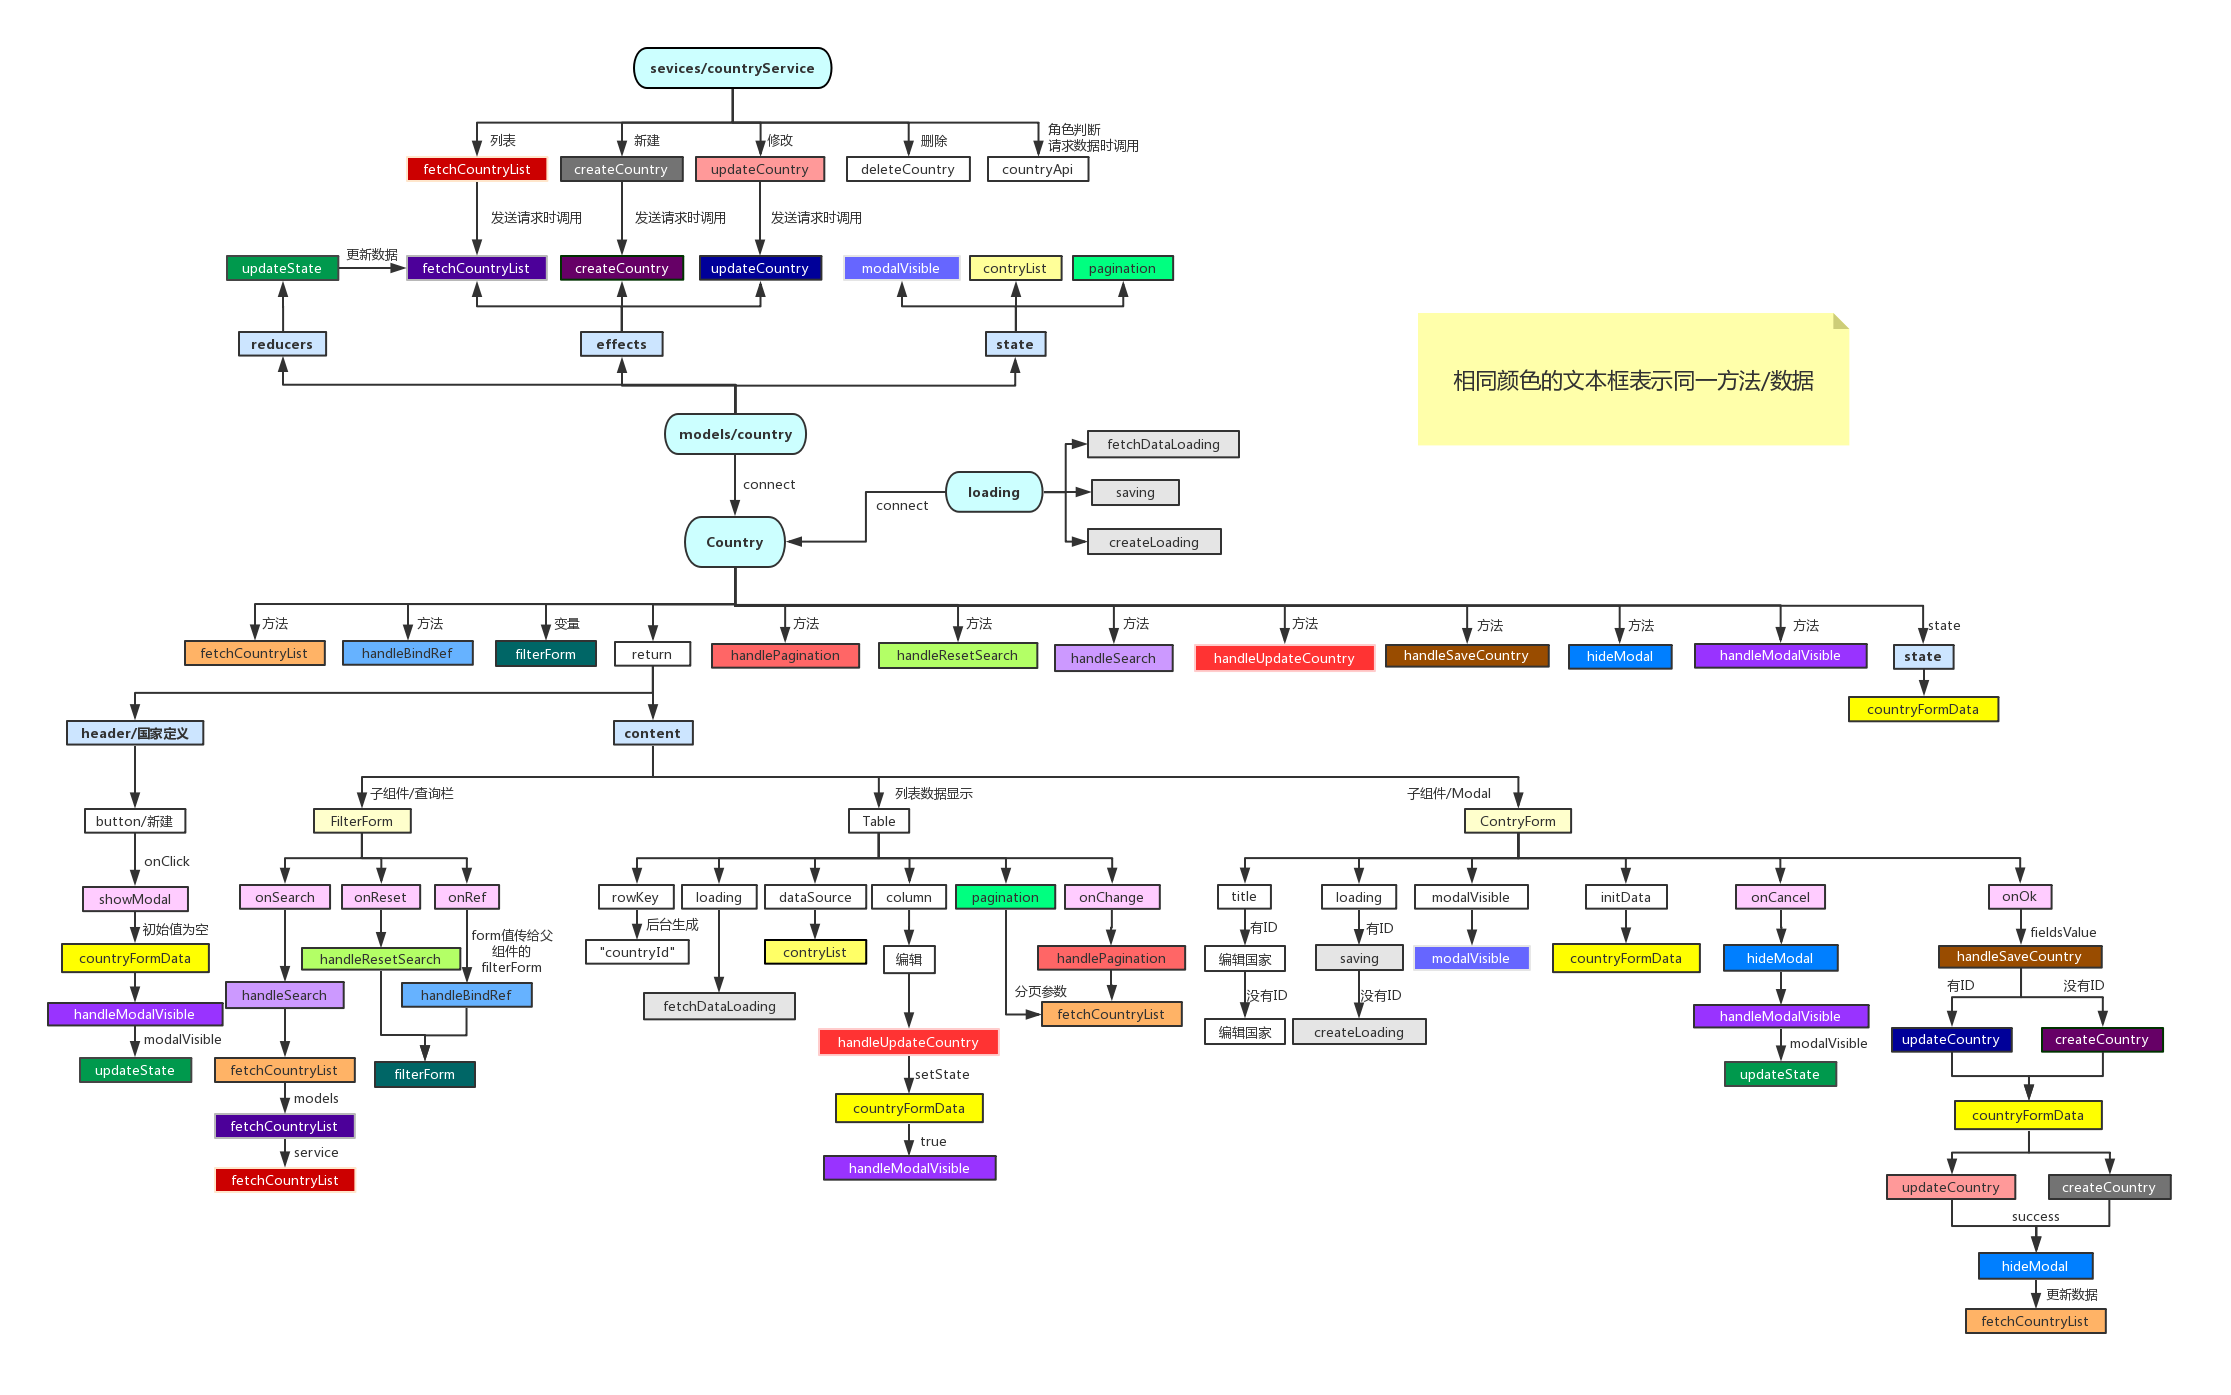 sevices/countryService
列表
新建
修改
删除
角色判断
请求数据时调用
fetchCountryList
createCountry
updateCountry
deleteCountry
countryApi
发送请求时调用
发送请求时调用
发送请求时调用
更新数据
updateState
fetchCountryList
createCountry
updateCountry
modalVisible
contryList
pagination
reducers
effects
state
相同颜色的文本框表示同一方法/数据
models/country
fetchDataLoading
connect
loading
saving
connect
Country
createLoading
方法
方法
变量
方法
方法
方法
方法
方法
方法
方法
state
fetchCountryList
handleBindRef
filterForm
return
handlePagination
handleResetSearch
handleSearch
handleUpdateCountry
handleSaveCountry
hideModal
handleModalVisible
state
countryFormData
header/国家定义
content
子组件/查询栏
列表数据显示
子组件/Modal
button/新建
FilterForm
Table
ContryForm
onClick
showModal
onSearch
onReset
onRef
rowKey
loading
dataSource
column
pagination
onChange
title
loading
modalVisible
initData
onCancel
onOk
初始值为空
form值传给父
组件的
filterForm
后台生成
有ID
有ID
fieldsValue
countryFormData
handleResetSearch
"countryId"
contryList
编辑
handlePagination
编辑国家
saving
modalVisible
countryFormData
hideModal
handleSaveCountry
handleSearch
handleBindRef
fetchDataLoading
分页参数
没有ID
没有ID
有ID
没有ID
handleModalVisible
fetchCountryList
handleModalVisible
modalVisible
handleUpdateCountry
编辑国家
createLoading
modalVisible
updateCountry
createCountry
updateState
fetchCountryList
filterForm
setState
updateState
models
countryFormData
countryFormData
fetchCountryList
true
service
handleModalVisible
fetchCountryList
updateCountry
createCountry
success
hideModal
更新数据
fetchCountryList